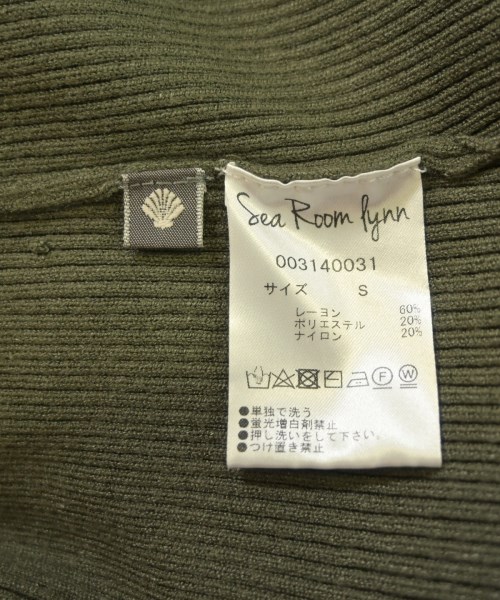 Sea Room lynn
003140031
サイズ S
レーヨン 60%
ポリエステル 20%
ナイロン 20%
F W
●単独で洗う
●蛍光増白剤禁止
●押し洗いをして下さい。
●つけ置き禁止